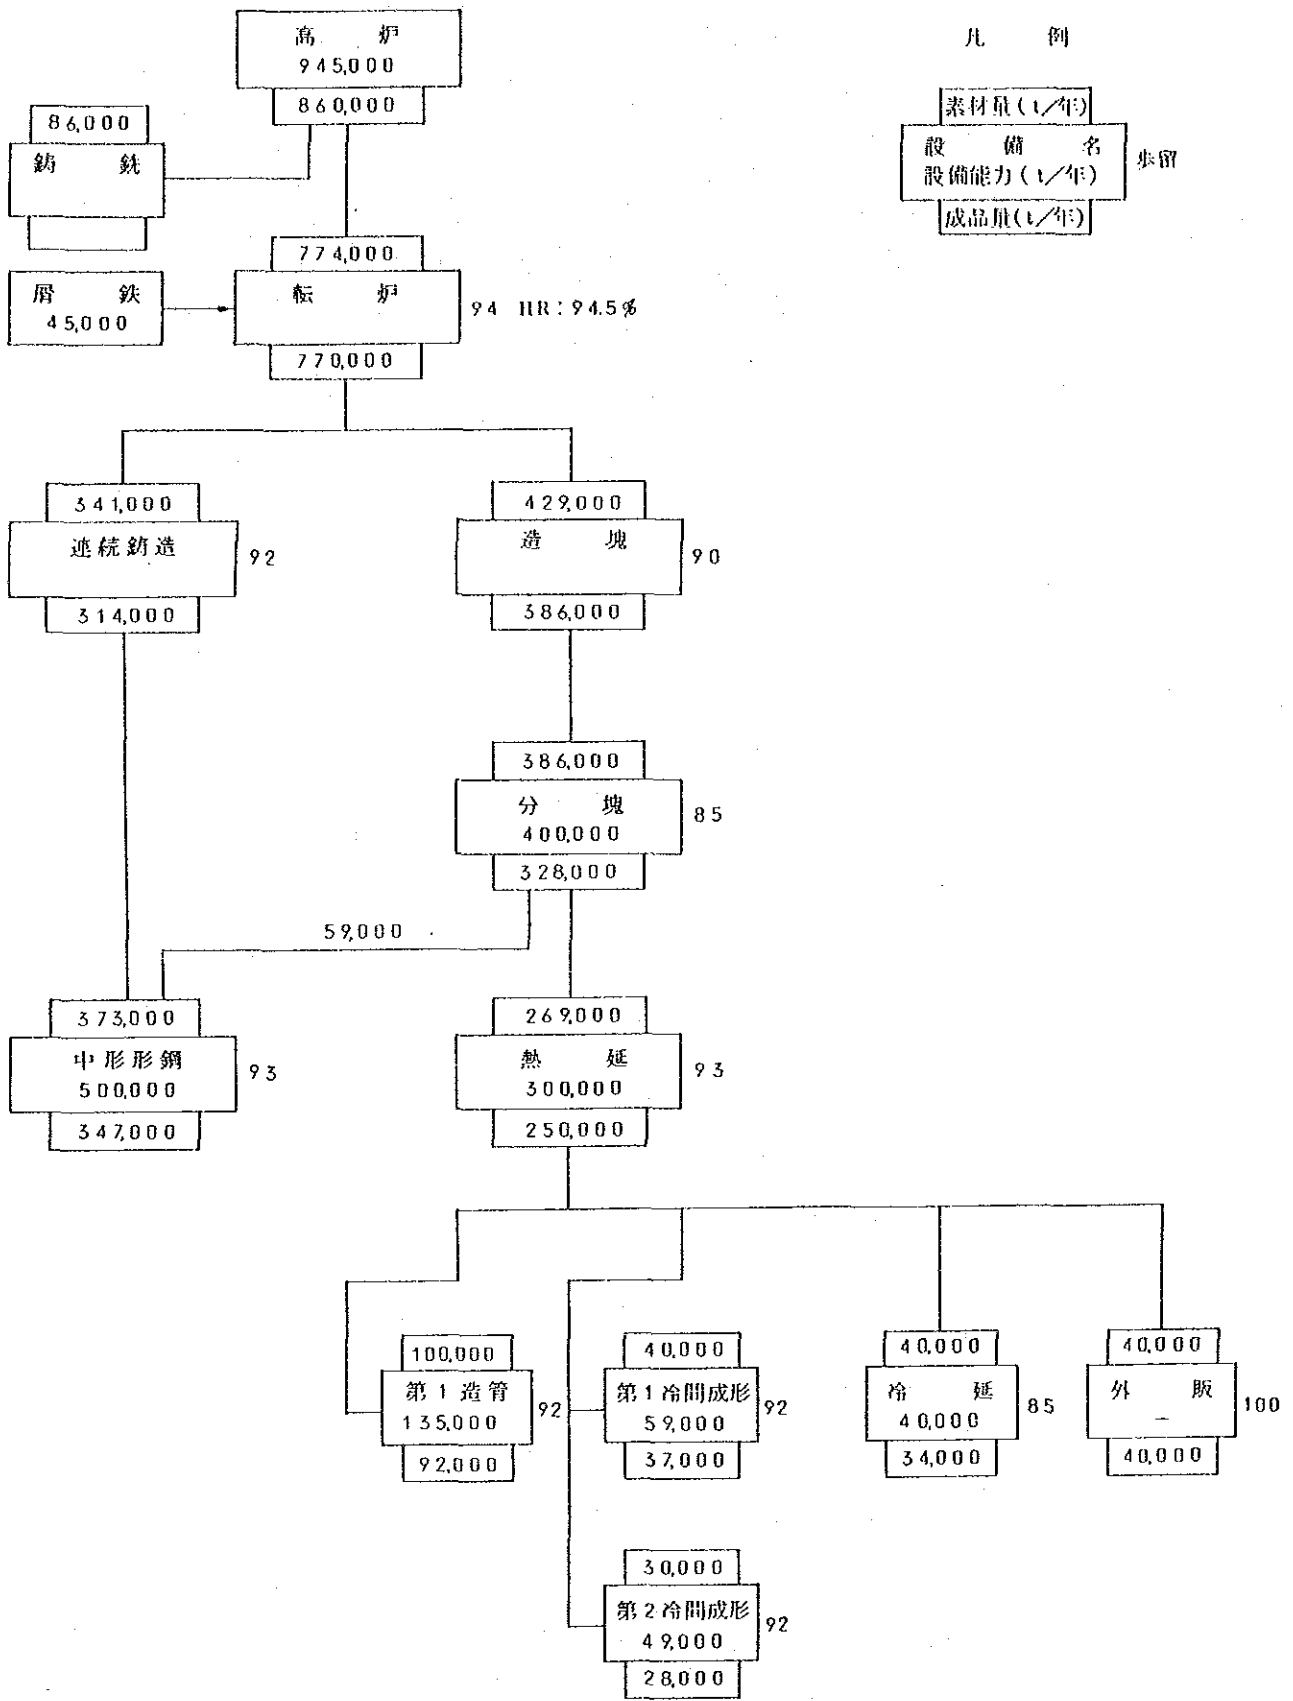 高 炉
945,000
860,000
凡 例
素材量(t/年)
設 備 名
設備能力(t/年)
成品量(t/年)
歩留
86,000
鋳 銑
774,000
転 炉
94 HR:94.5%
770,000
屑 鉄
45,000
341,000
連続鋳造
92
314,000
429,000
造 塊
90
386,000
386,000
分 塊
400,000
85
328,000
59,000
373,000
中形形鋼
500,000
93
347,000
269,000
熱 延
300,000
93
250,000
100,000
第1造管
135,000
92
92,000
40,000
第1冷間成形
59,000
92
37,000
40,000
冷 延
40,000
85
34,000
40,000
外 販
—
100
40,000
30,000
第2冷間成形
49,000
92
28,000